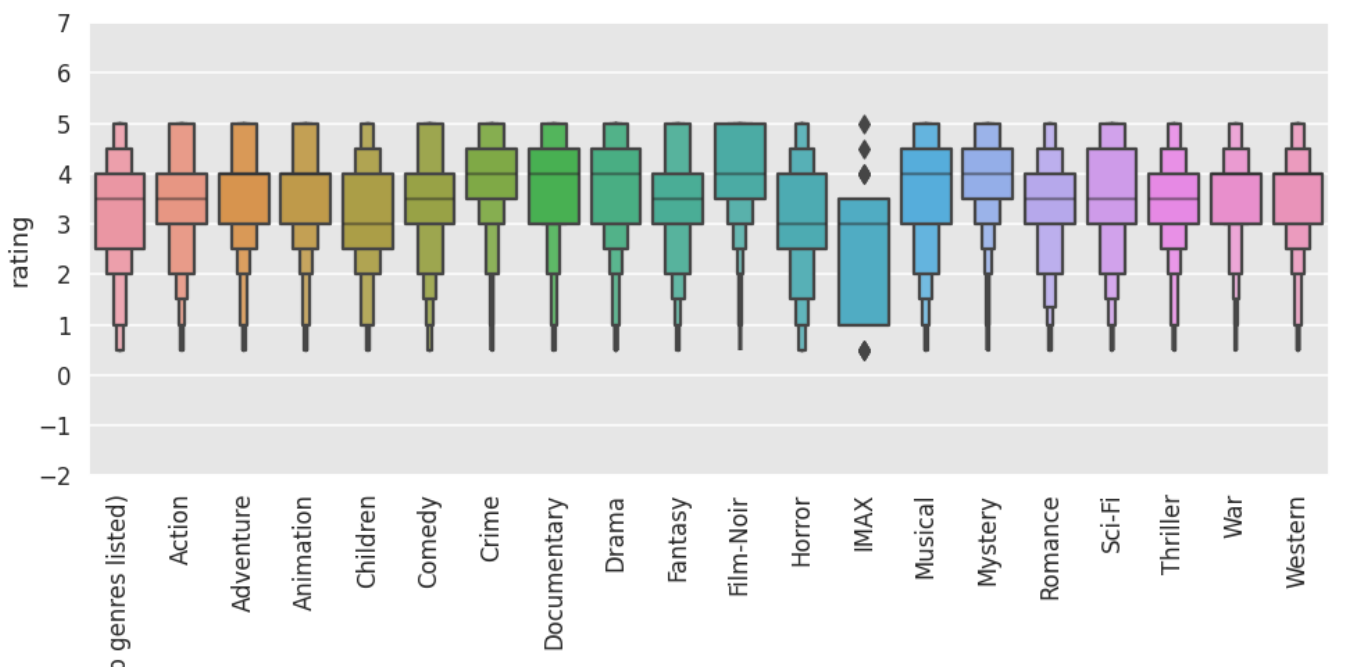 7
6
5
4
3
2
1
0
−1
−2
rating
genres listed)
Action
Adventure
Animation
Children
Comedy
Crime
Documentary
Drama
Fantasy
Film-Noir
Horror
IMAX
Musical
Mystery
Romance
Sci-Fi
Thriller
War
Western